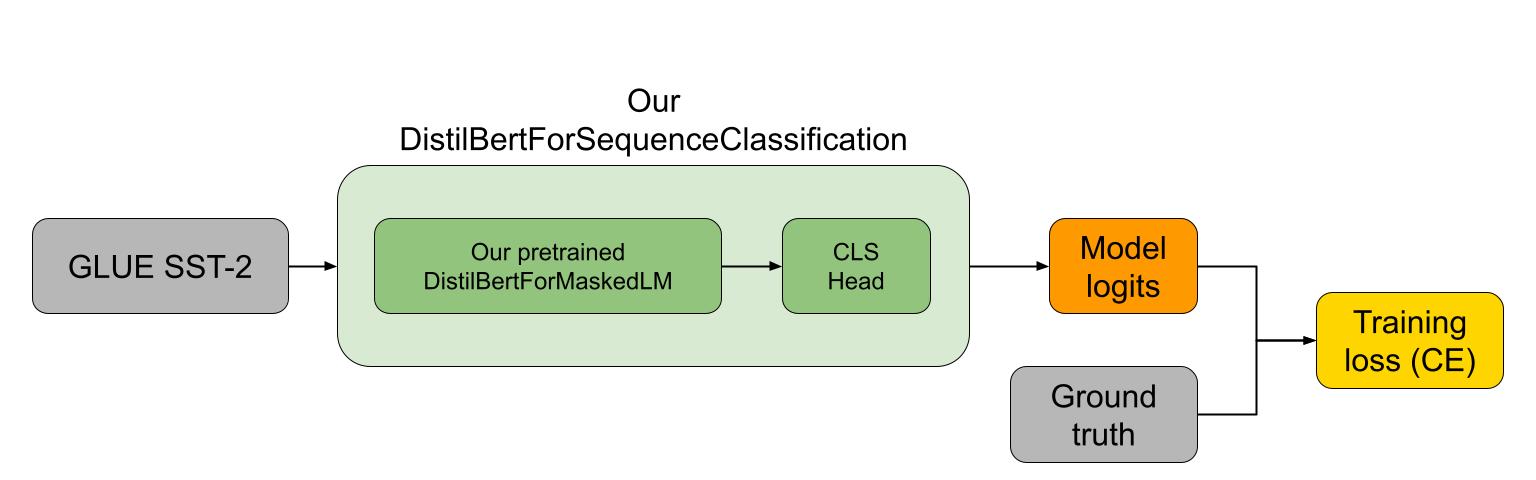 Our
DistilBertForSequenceClassification
GLUE SST-2
Our pretrained
DistilBertForMaskedLM
CLS
Head
Model
logits
Ground
truth
Training
loss (CE)